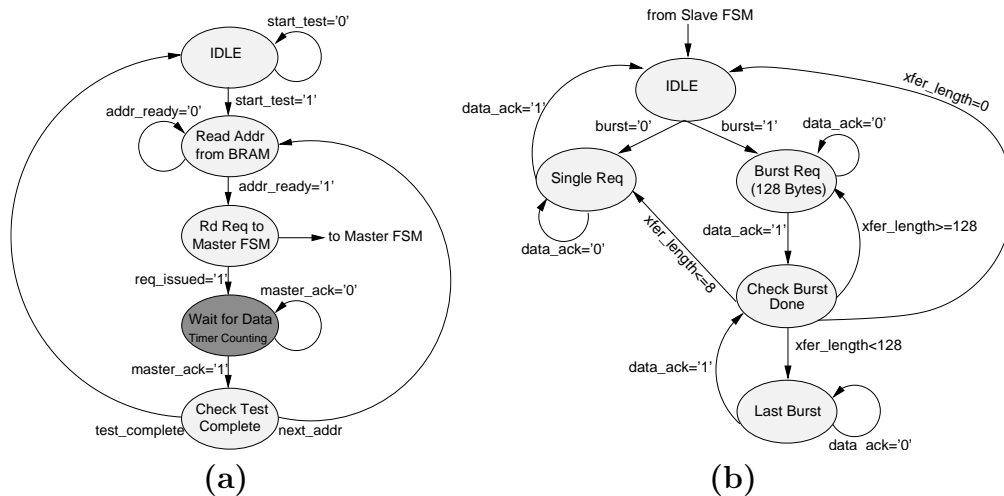 start_test='0'
IDLE
start_test='1'
addr_ready='0'
Read Addr
from BRAM
addr_ready='1'
Rd Req to
Master FSM
to Master FSM
req_issued='1'
master_ack='0'
Wait for Data
Timer Counting
master_ack='1'
Check Test
Complete
test_complete
next_addr
(a)
from Slave FSM
IDLE
xfer_length=0
data_ack='1'
burst='0'
burst='1'
data_ack='0'
Single Req
Burst Req
(128 Bytes)
data_ack='0'
data_ack='1'
xfer_length>=128
xfer_length<=8
Check Burst
Done
xfer_length<128
data_ack='1'
Last Burst
data_ack='0'
(b)